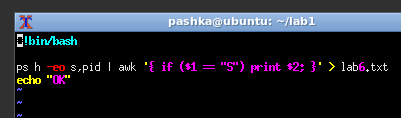 pashka@ubuntu: ~/lab1
#!bin/bash
ps h -eo s,pid | awk '{ if ($1 == "S") print $2; }' > lab6.txt
echo "OK"
~
~
~